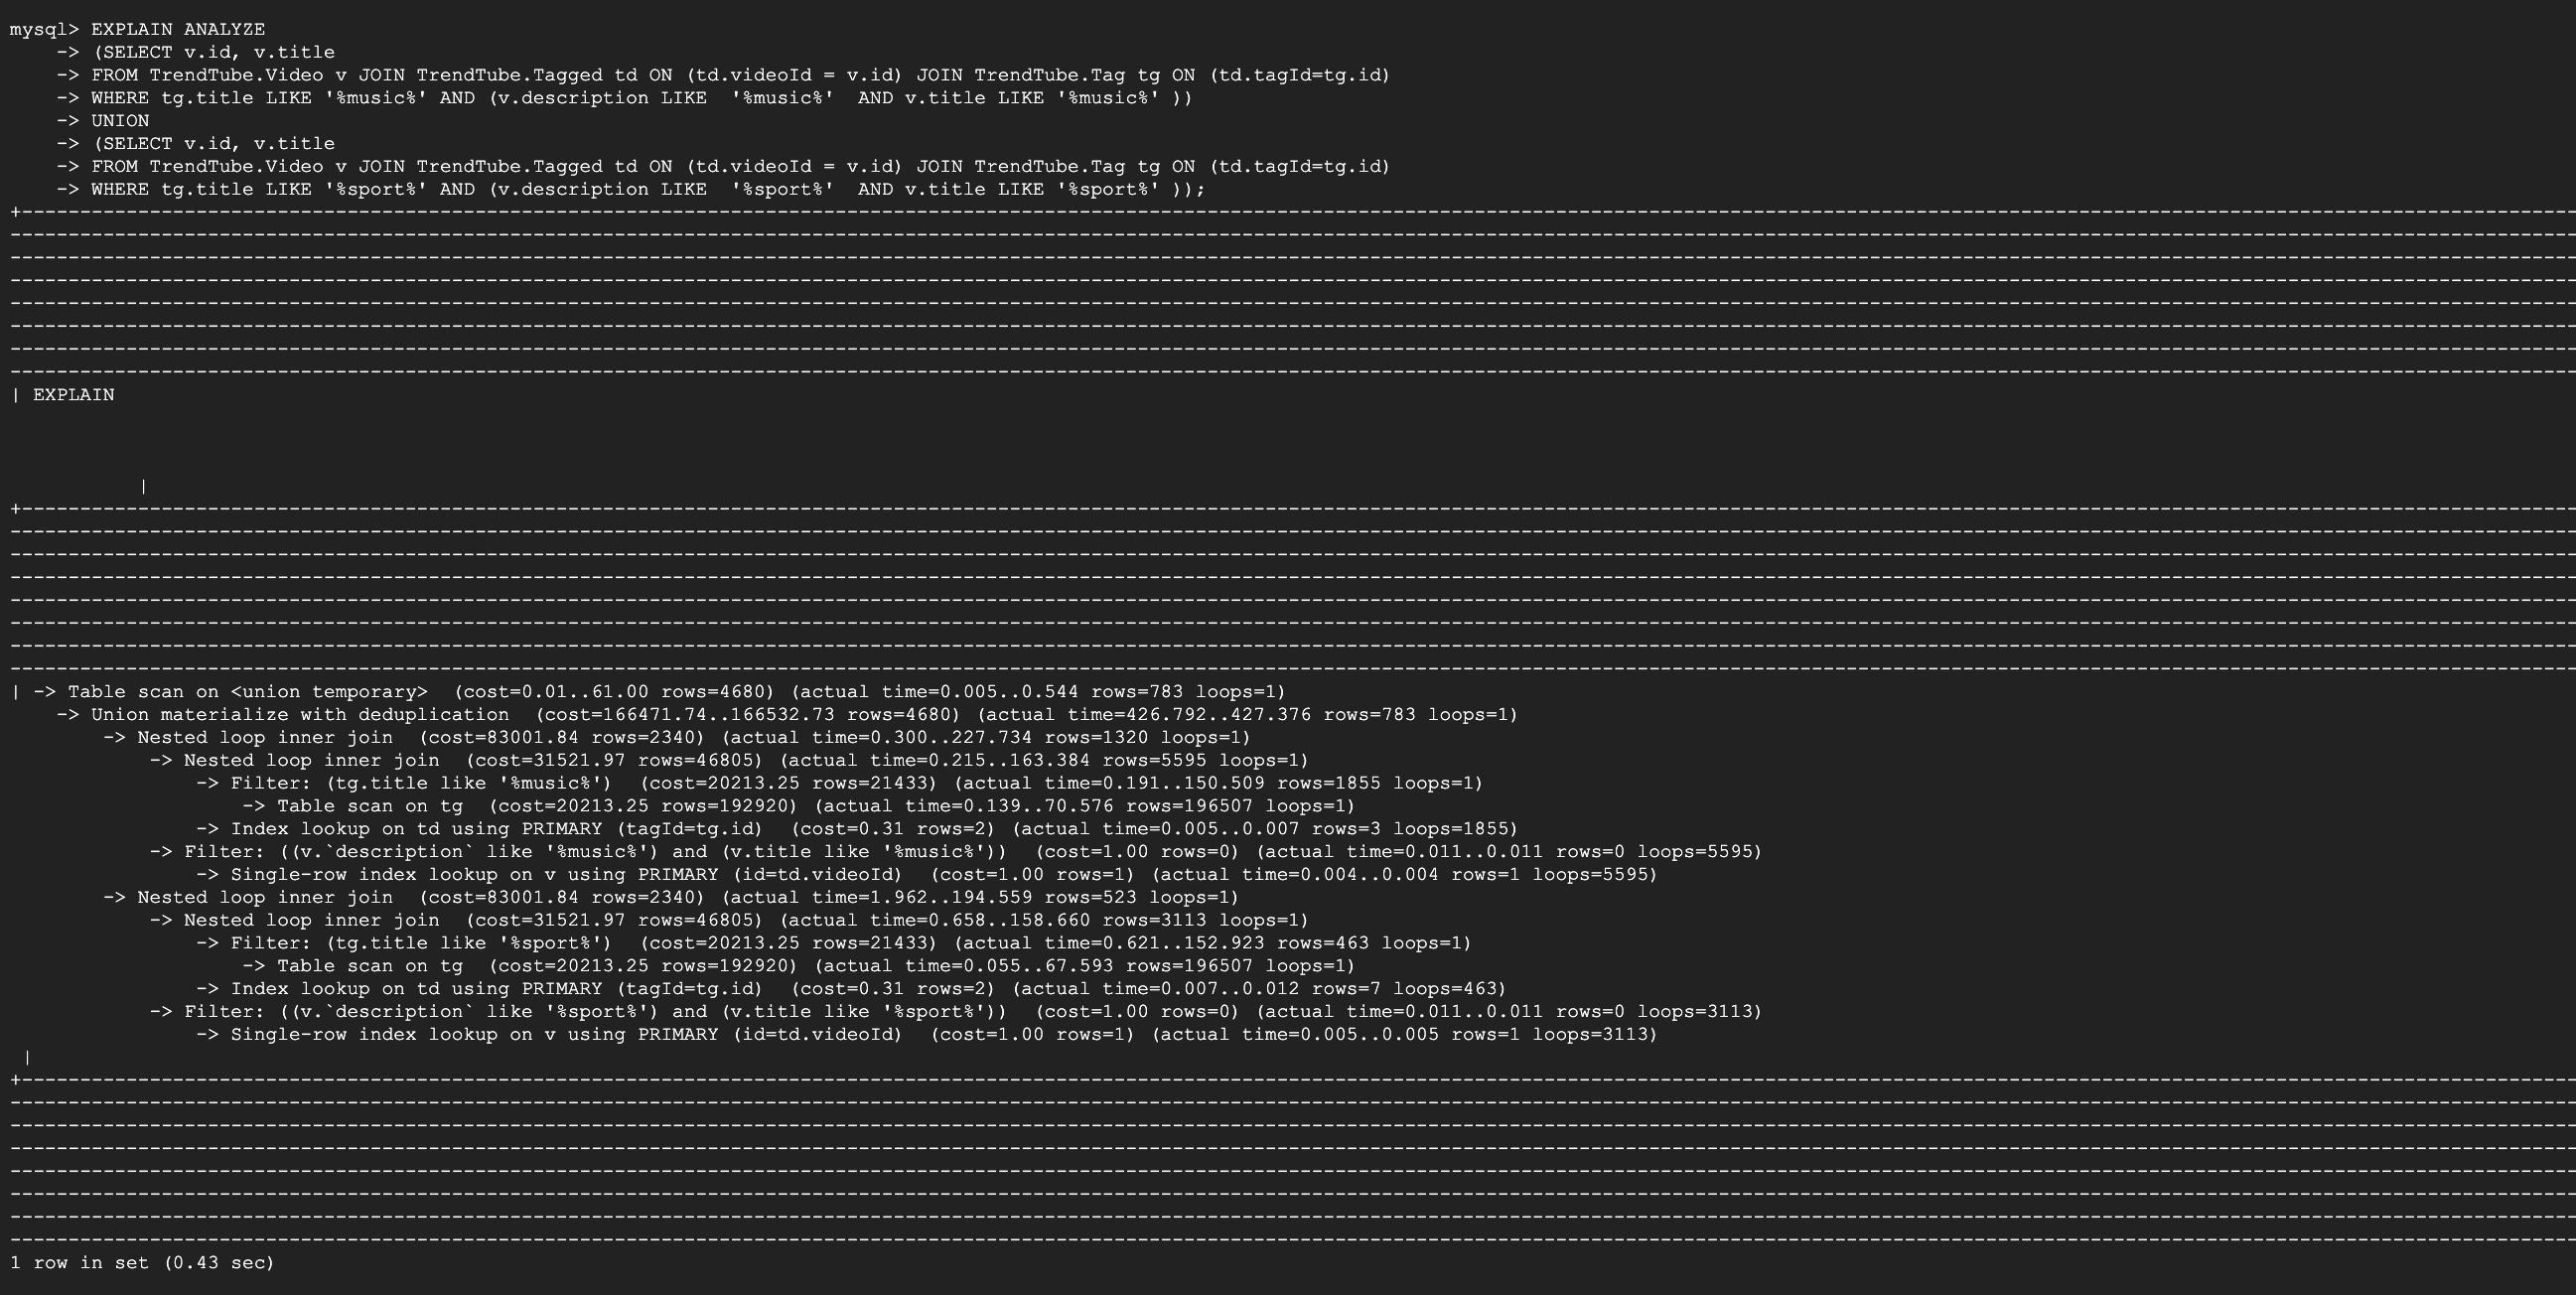 mysql> EXPLAIN ANALYZE
    -> (SELECT v.id, v.title
    -> FROM TrendTube.Video v JOIN TrendTube.Tagged td ON (td.videoId = v.id) JOIN TrendTube.Tag tg ON (td.tagId=tg.id)
    -> WHERE tg.title LIKE '%music%' AND (v.description LIKE  '%music%'  AND v.title LIKE '%music%' ))
    -> UNION
    -> (SELECT v.id, v.title
    -> FROM TrendTube.Video v JOIN TrendTube.Tagged td ON (td.videoId = v.id) JOIN TrendTube.Tag tg ON (td.tagId=tg.id)
    -> WHERE tg.title LIKE '%sport%' AND (v.description LIKE  '%sport%'  AND v.title LIKE '%sport%' ));
| EXPLAIN
|
| -> Table scan on <union temporary>  (cost=0.01..61.00 rows=4680) (actual time=0.005..0.544 rows=783 loops=1)
    -> Union materialize with deduplication  (cost=166471.74..166532.73 rows=4680) (actual time=426.792..427.376 rows=783 loops=1)
        -> Nested loop inner join  (cost=83001.84 rows=2340) (actual time=0.300..227.734 rows=1320 loops=1)
            -> Nested loop inner join  (cost=31521.97 rows=46805) (actual time=0.215..163.384 rows=5595 loops=1)
                -> Filter: (tg.title like '%music%')  (cost=20213.25 rows=21433) (actual time=0.191..150.509 rows=1855 loops=1)
                    -> Table scan on tg  (cost=20213.25 rows=192920) (actual time=0.139..70.576 rows=196507 loops=1)
                -> Index lookup on td using PRIMARY (tagId=tg.id)  (cost=0.31 rows=2) (actual time=0.005..0.007 rows=3 loops=1855)
            -> Filter: ((v.`description` like '%music%') and (v.title like '%music%'))  (cost=1.00 rows=0) (actual time=0.011..0.011 rows=0 loops=5595)
                -> Single-row index lookup on v using PRIMARY (id=td.videoId)  (cost=1.00 rows=1) (actual time=0.004..0.004 rows=1 loops=5595)
        -> Nested loop inner join  (cost=83001.84 rows=2340) (actual time=1.962..194.559 rows=523 loops=1)
            -> Nested loop inner join  (cost=31521.97 rows=46805) (actual time=0.658..158.660 rows=3113 loops=1)
                -> Filter: (tg.title like '%sport%')  (cost=20213.25 rows=21433) (actual time=0.621..152.923 rows=463 loops=1)
                    -> Table scan on tg  (cost=20213.25 rows=192920) (actual time=0.055..67.593 rows=196507 loops=1)
                -> Index lookup on td using PRIMARY (tagId=tg.id)  (cost=0.31 rows=2) (actual time=0.007..0.012 rows=7 loops=463)
            -> Filter: ((v.`description` like '%sport%') and (v.title like '%sport%'))  (cost=1.00 rows=0) (actual time=0.011..0.011 rows=0 loops=3113)
                -> Single-row index lookup on v using PRIMARY (id=td.videoId)  (cost=1.00 rows=1) (actual time=0.005..0.005 rows=1 loops=3113)
 |
1 row in set (0.43 sec)